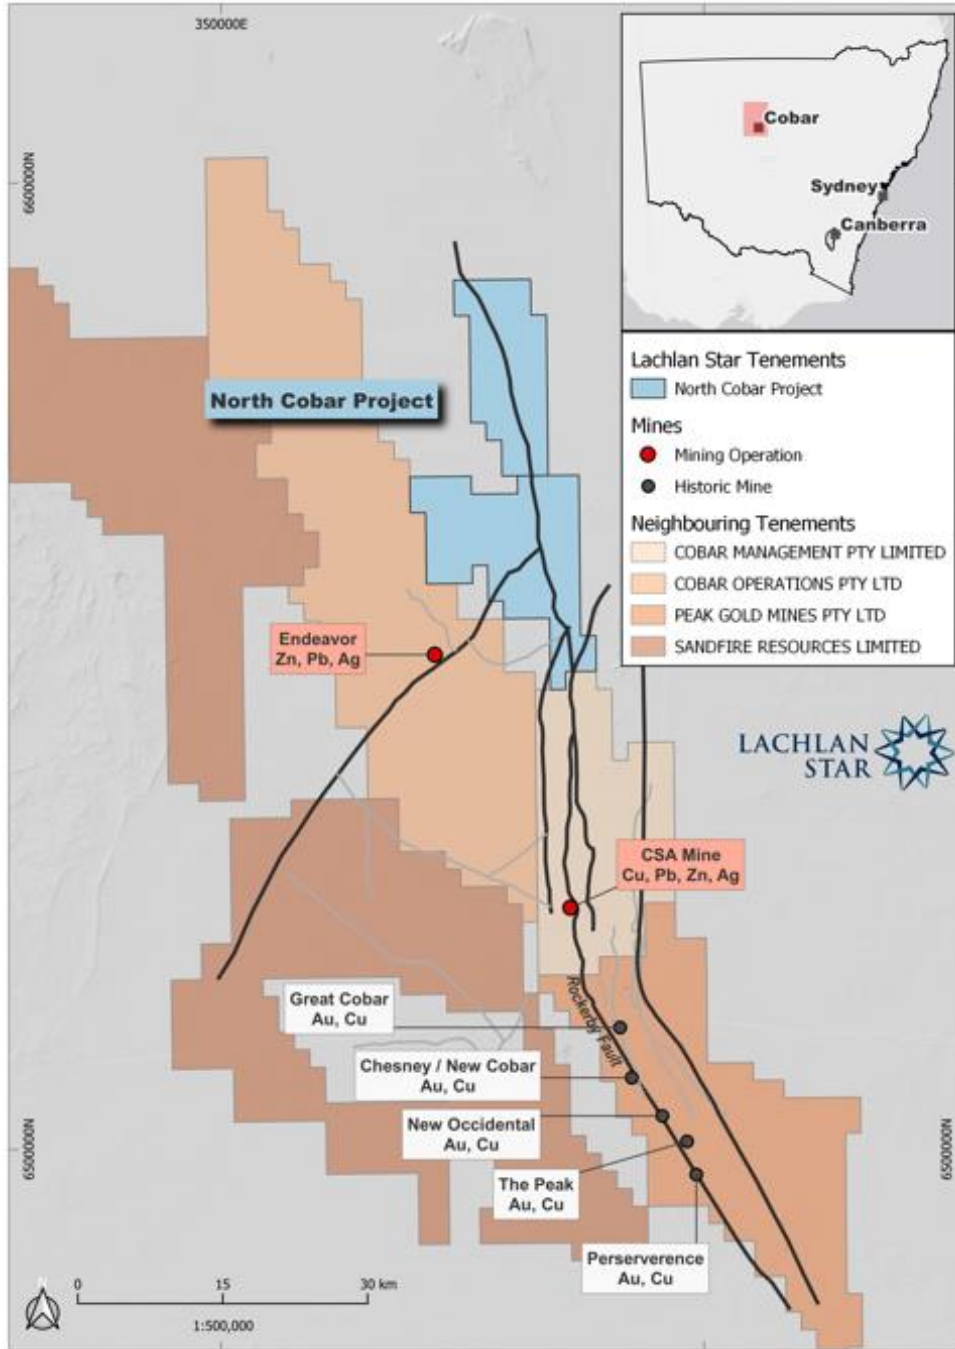 350000E
6600000N
Cobar
Sydney
Canberra
Lachlan Star Tenements
North Cobar Project
Mines
Mining Operation
Historic Mine
Neighbouring Tenements
COBAR MANAGEMENT PTY LIMITED
COBAR OPERATIONS PTY LTD
PEAK GOLD MINES PTY LTD
SANDFIRE RESOURCES LIMITED
North Cobar Project
Endeavor
Zn, Pb, Ag
LACHLAN
STAR
CSA Mine
Cu, Pb, Zn, Ag
Rockerby Fault
Great Cobar
Au, Cu
Chesney / New Cobar
Au, Cu
New Occidental
Au, Cu
The Peak
Au, Cu
Perserverence
Au, Cu
6500000N
6500000N
N
0 15 30 km
1:500,000